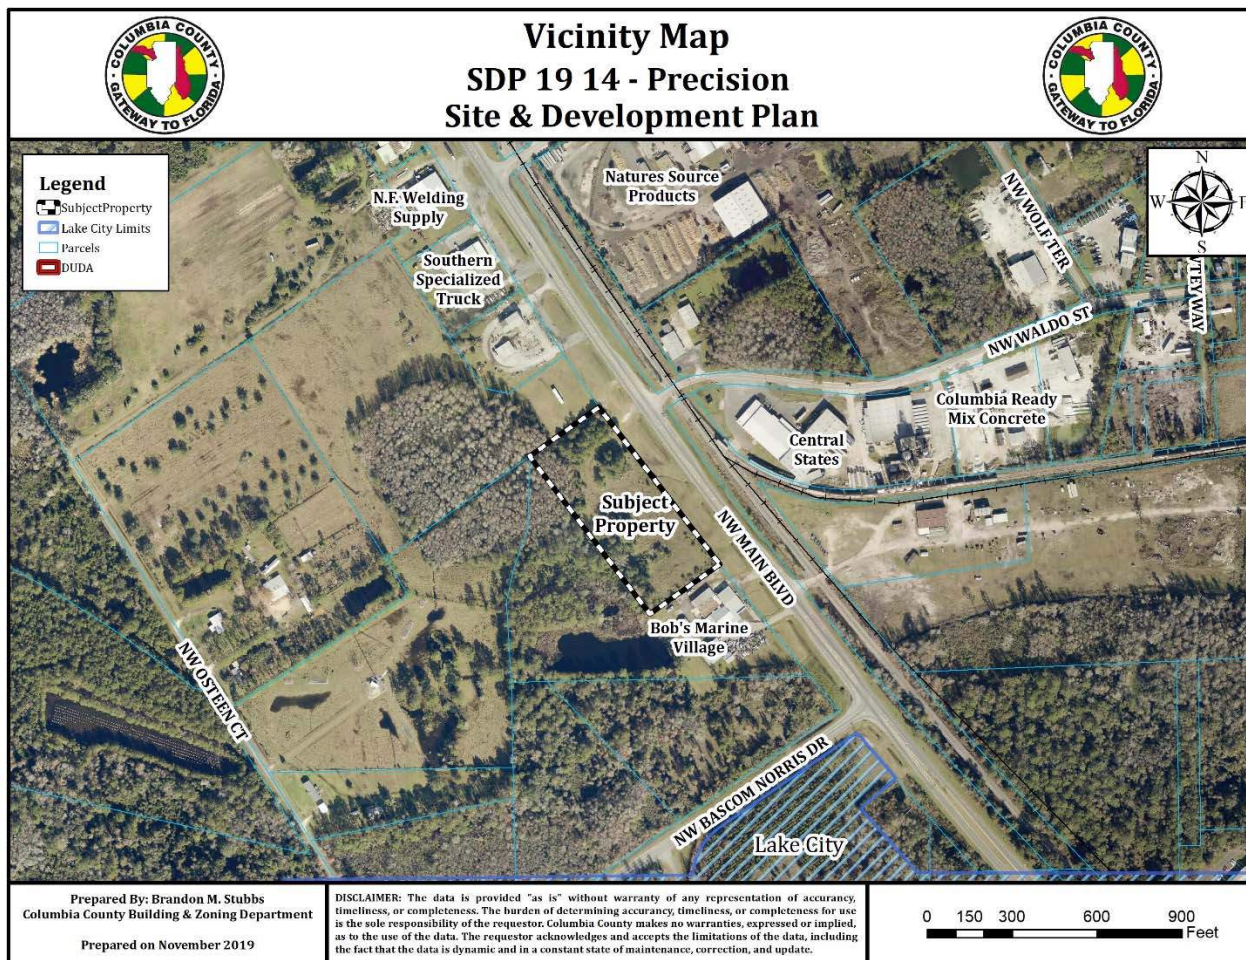 Vicinity Map
SDP 19 14 - Precision
Site & Development Plan
COLUMBIA COUNTY
GATEWAY TO FLORIDA
COLUMBIA COUNTY
GATEWAY TO FLORIDA
Legend
SubjectProperty
Lake City Limits
Parcels
DUDA
N
W
S
N.F. Welding
Supply
Southern
Specialized
Truck
Natures Source
Products
NW WOLF TER
NW WALDO ST
Columbia Ready
Mix Concrete
Central
States
Subject
Property
NW MAIN BLVD
Bob's Marine
Village
NW OSTEEN CT
NW BASCOM NORRIS DR
Lake City
Prepared By: Brandon M. Stubbs
Columbia County Building & Zoning Department
Prepared on November 2019
DISCLAIMER: The data is provided "as is" without warranty of any representation of accuracy,
timeliness, or completeness. The burden of determining accuracy, timeliness, or completeness for use
is the sole responsibility of the requestor. Columbia County makes no warranties, expressed or implied,
as to the use of the data. The requestor acknowledges and accepts the limitations of the data, including
the fact that the data is dynamic and in a constant state of maintenance, correction, and update.
0 150 300 600 900
Feet